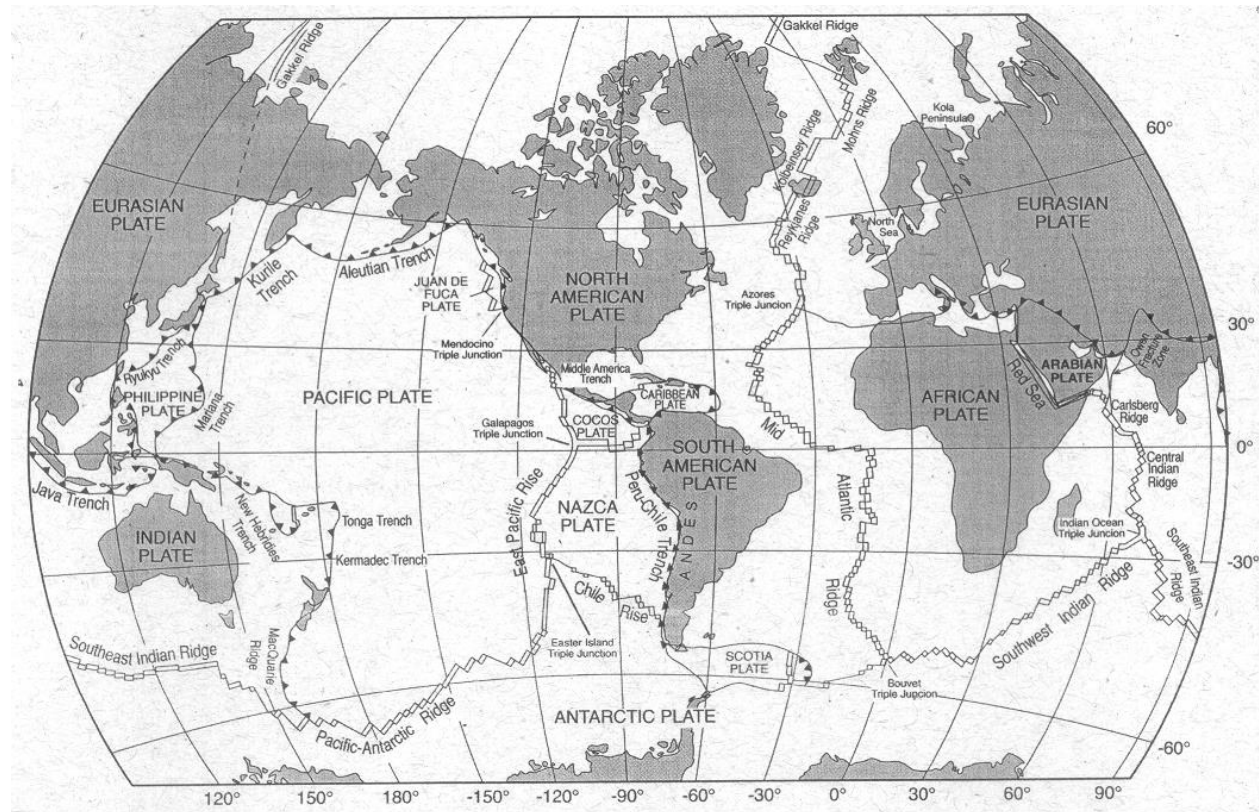 Gakkel Ridge
Gakkel Ridge
Kola
Peninsula
60°
Mohns Ridge
Kolbeinsey Ridge
Reykjanes
Ridge
North
Sea
EURASIAN
PLATE
EURASIAN
PLATE
Kurile
Trench
Aleutian Trench
JUAN DE
FUCA
PLATE
NORTH
AMERICAN
PLATE
Azores
Triple Juncion
30°
Mendocino
Triple Junction
Ryukyu Trench
PHILIPPINE
PLATE
Mariana
Trench
PACIFIC PLATE
Middle America
Trench
CARIBBEAN
PLATE
COCOS
PLATE
Galapagos
Triple Junction
Mid
Atlantic
Ridge
AFRICAN
PLATE
Red Sea
ARABIAN
PLATE
Owen
Fracture
Zone
Carlsberg
Ridge
0°
Central
Indian
Ridge
SOUTH
AMERICAN
PLATE
Java Trench
INDIAN
PLATE
New Hebrides
Trench
Tonga Trench
Kermadec Trench
East Pacific Rise
NAZCA
PLATE
Peru-Chile
Trench
ANDES
Indian Ocean
Triple Junction
-30°
Southeast Indian
Ridge
Chile
Rise
Easter Island
Triple Junction
Southwest Indian Ridge
Southeast Indian Ridge
MacQuarie
Ridge
SCOTIA
PLATE
Bouvet
Triple Juncion
Pacific-Antarctic Ridge
ANTARCTIC PLATE
-60°
120° 150° -150° -120° -90° -60° -30° 0° 30° 60° 90°